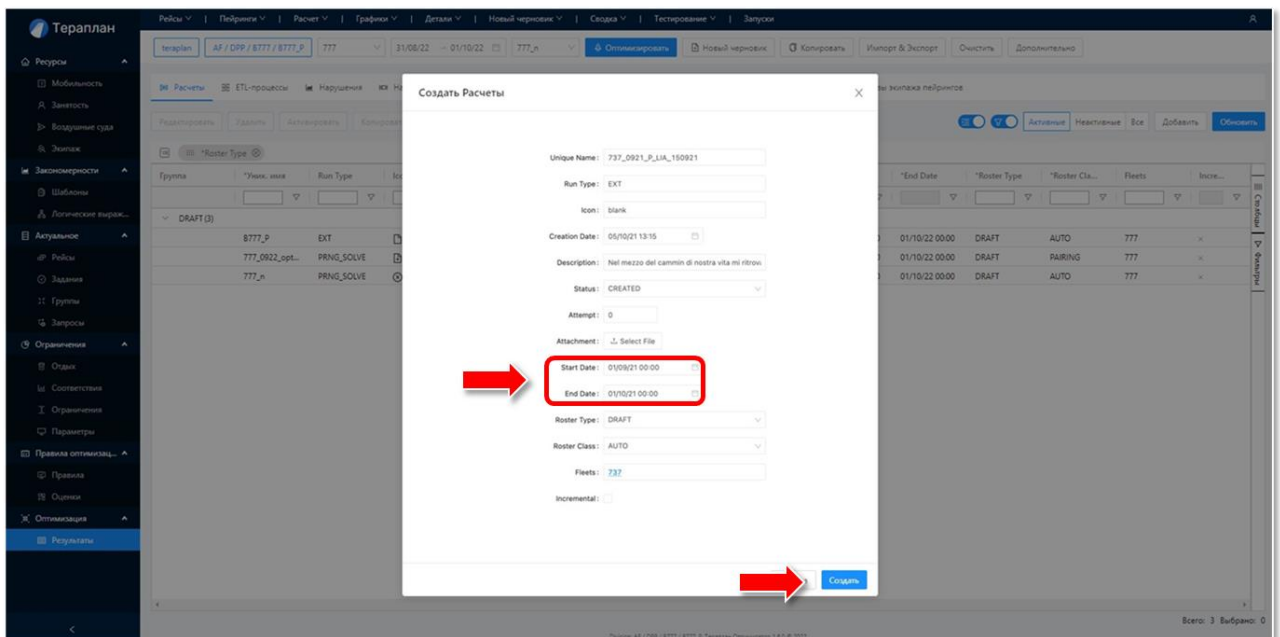 Тераплан
Рейсы | Пейринги | Расчет | Графики | Детали | Новый черновик | Сводка | Тестирование | Запуски
teraplan AF / DPP / 8777 / 8777_P 777 31/08/22 – 01/10/22 777_n Оптимизировать Новый черновик Копировать Импорт & Экспорт Очистить Дополнительно
Ресурсы
Мобильность
Занятость
Воздушные суда
Экипаж
Закономерности
Шаблоны
Логические выраж...
Актуальное
Рейсы
Задания
Группы
Запросы
Ограничения
Отдых
Соответствия
Ограничения
Параметры
Правила оптимизац...
Правила
Оценки
Оптимизация
Результаты
Расчеты ETL-процессы Нарушения экипажа пейрингов
Редактировать Удалить Активировать Активные Неактивные Все Добавить Обновить
*Roster Type
Группа *Уник. имя Run Type *End Date *Roster Type *Roster Cla... Fleets Incre...
DRAFT (3)
8777_P EXT 01/10/22 00:00 DRAFT AUTO 777
777_0922_opt... PRNG_SOLVE 01/10/22 00:00 DRAFT PAIRING 777
777_n PRNG_SOLVE 01/10/22 00:00 DRAFT AUTO 777
Столбцы
Фильтры
Создать Расчеты
Unique Name: 737_0921_P_LIA_150921
Run Type: EXT
Icon: blank
Creation Date: 05/10/21 13:15
Description: Nel mezzo del cammin di nostra vita mi ritrov
Status: CREATED
Attempt: 0
Attachment: Select File
Start Date: 01/09/21 00:00
End Date: 01/10/21 00:00
Roster Type: DRAFT
Roster Class: AUTO
Fleets: 737
Incremental:
Создать
Всего: 3 Выбрано: 0